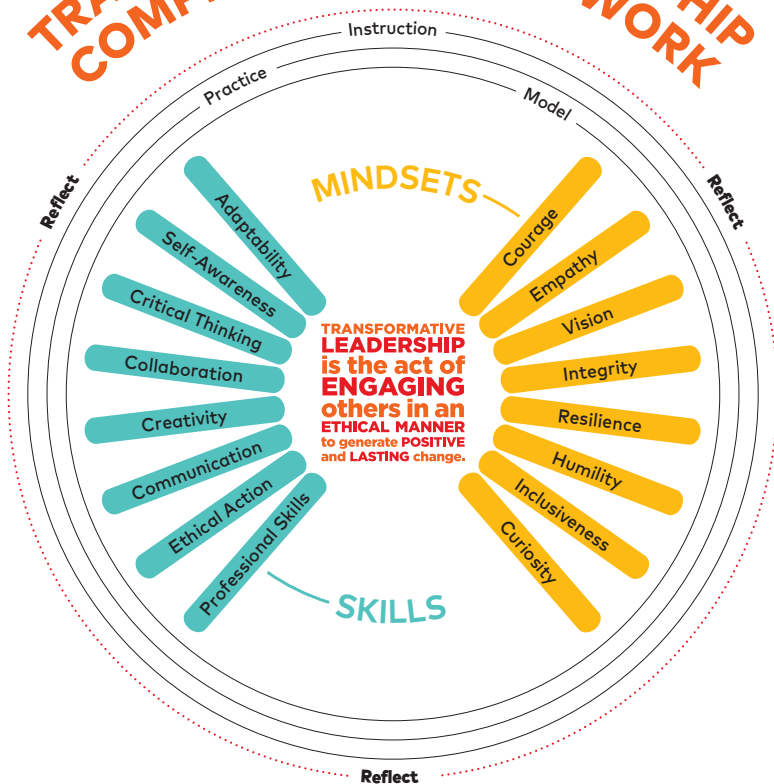 Instruction
Practice
Model
Reflect
Reflect
MINDSETS
Adaptability
Self-Awareness
Critical Thinking
Collaboration
Creativity
Communication
Ethical Action
Professional Skills
Courage
Empathy
Vision
Integrity
Resilience
Humility
Inclusiveness
Curiosity
TRANSFORMATIVE
LEADERSHIP
is the act of
ENGAGING
others in an
ETHICAL MANNER
to generate POSITIVE
and LASTING change.
SKILLS
Reflect